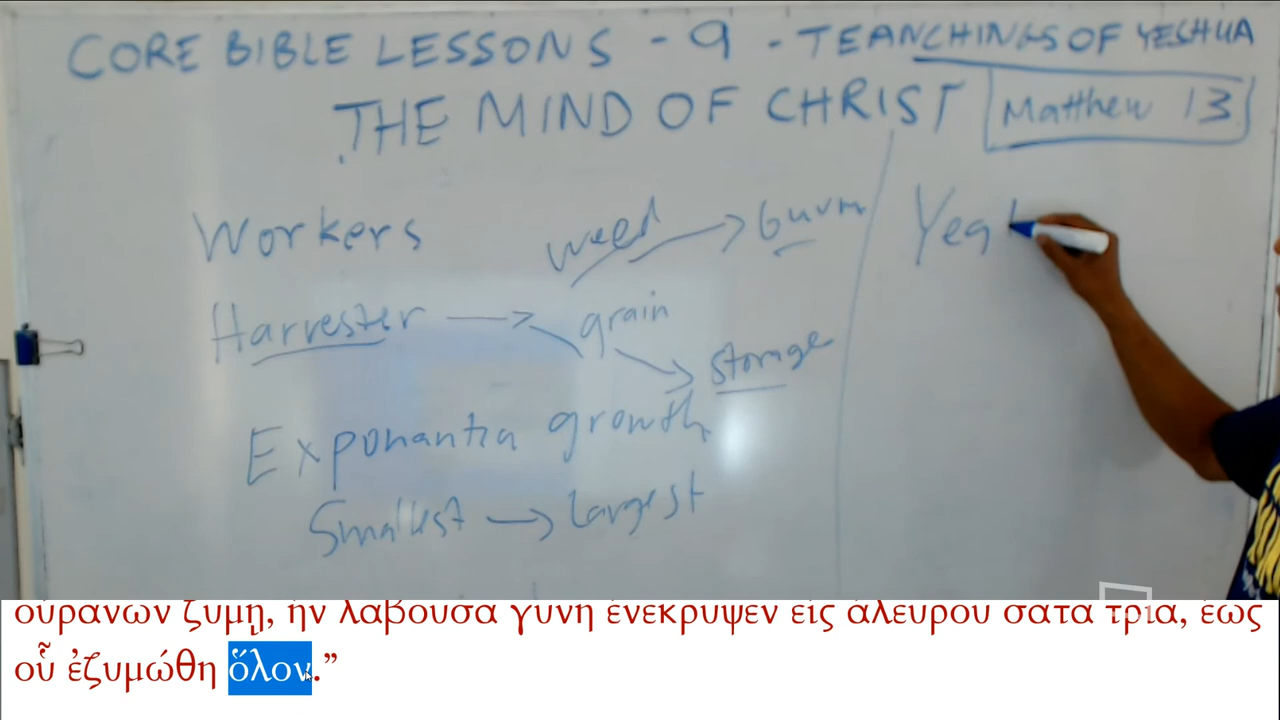 CORE BIBLE LESSONS - 9 - TEANCHINGS OF YESHUA
THE MIND OF CHRIST Matthew 13
Workers
weed → burn
Harvester → grain
storage
Exponantia growth
Smallest → Largest
Yea
οὐρανῶν ζύμῃ, ἣν λαβοῦσα γυνὴ ἐνέκρυψεν εἰς ἀλεύρου σάτα τρία, ἕως
οὗ ἐζυμώθη ὅλον.”